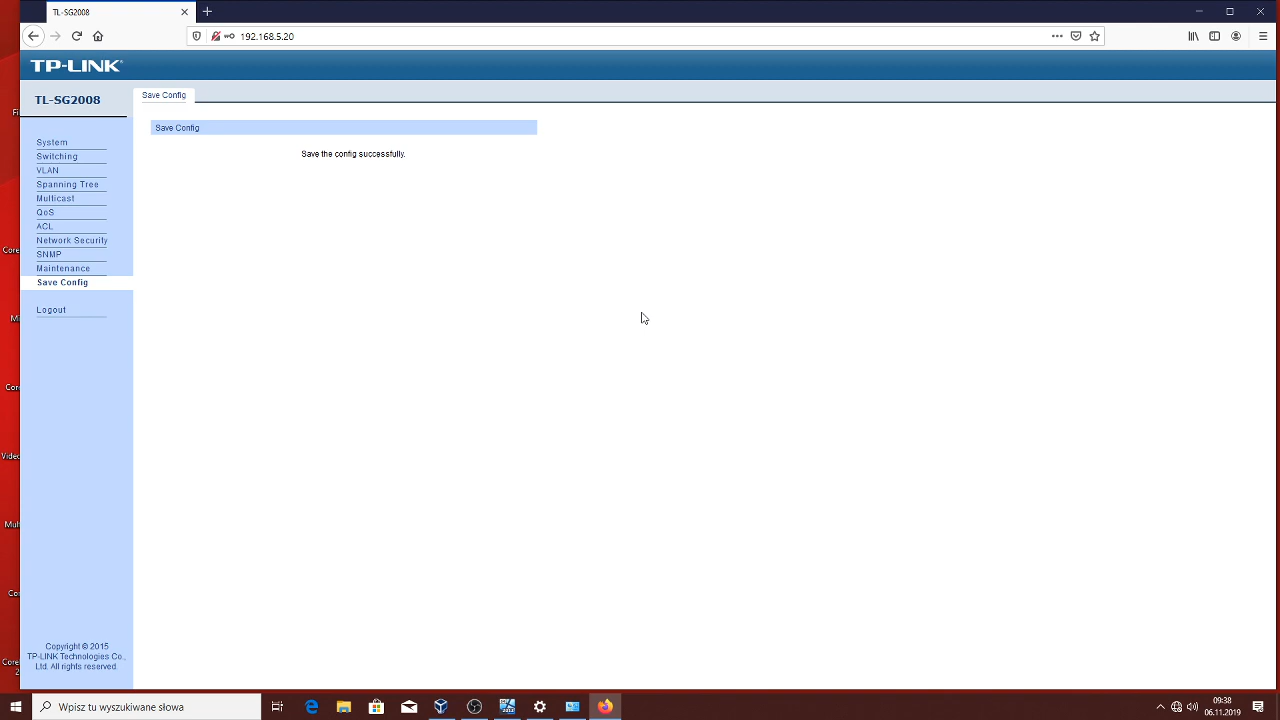 TL-SG2008
192.168.5.20
TP-LINK
TL-SG2008
Save Config
Save Config
Save the config successfully.
System
Switching
VLAN
Spanning Tree
Multicast
QoS
ACL
Network Security
SNMP
Maintenance
Save Config
Logout
Copyright © 2015
TP-LINK Technologies Co.,
Ltd. All rights reserved.
Wpisz tu wyszukiwane słowa
09:38
06.11.2019